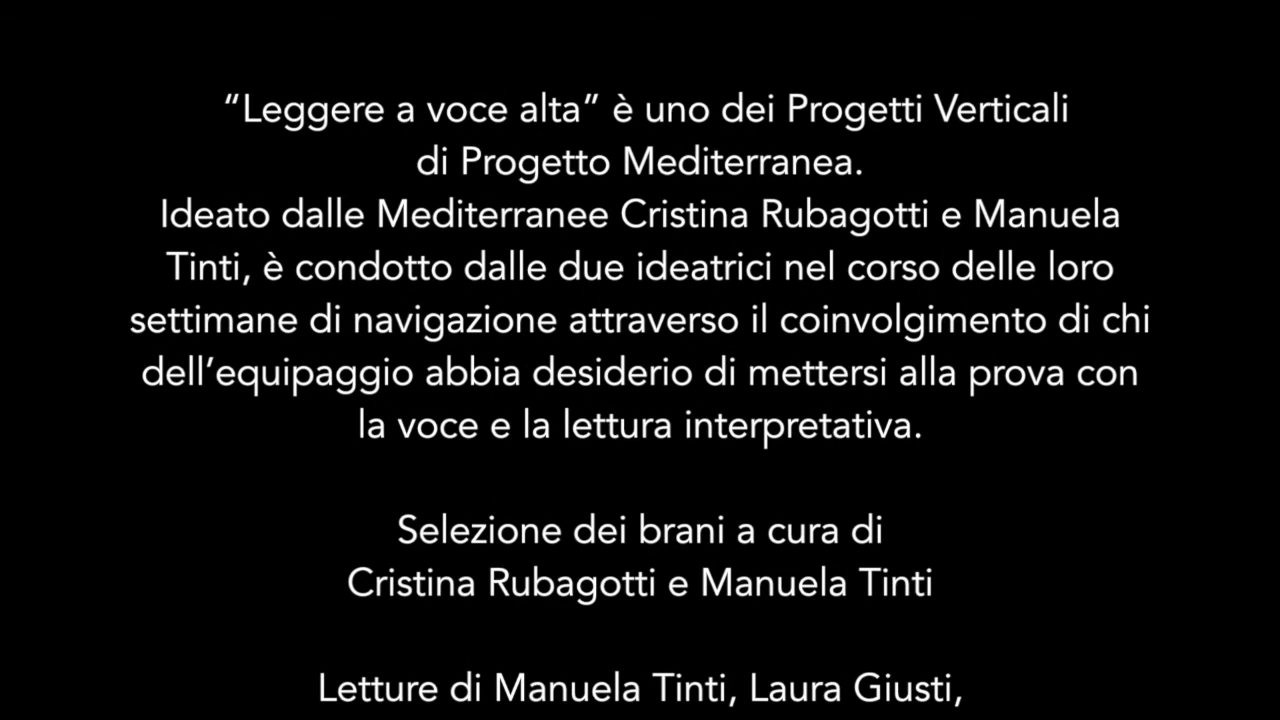 “Leggere a voce alta” è uno dei Progetti Verticali
di Progetto Mediterranea.
Ideato dalle Mediterranee Cristina Rubagotti e Manuela
Tinti, è condotto dalle due ideatrici nel corso delle loro
settimane di navigazione attraverso il coinvolgimento di chi
dell’equipaggio abbia desiderio di mettersi alla prova con
la voce e la lettura interpretativa.
Selezione dei brani a cura di
Cristina Rubagotti e Manuela Tinti
Letture di Manuela Tinti, Laura Giusti,